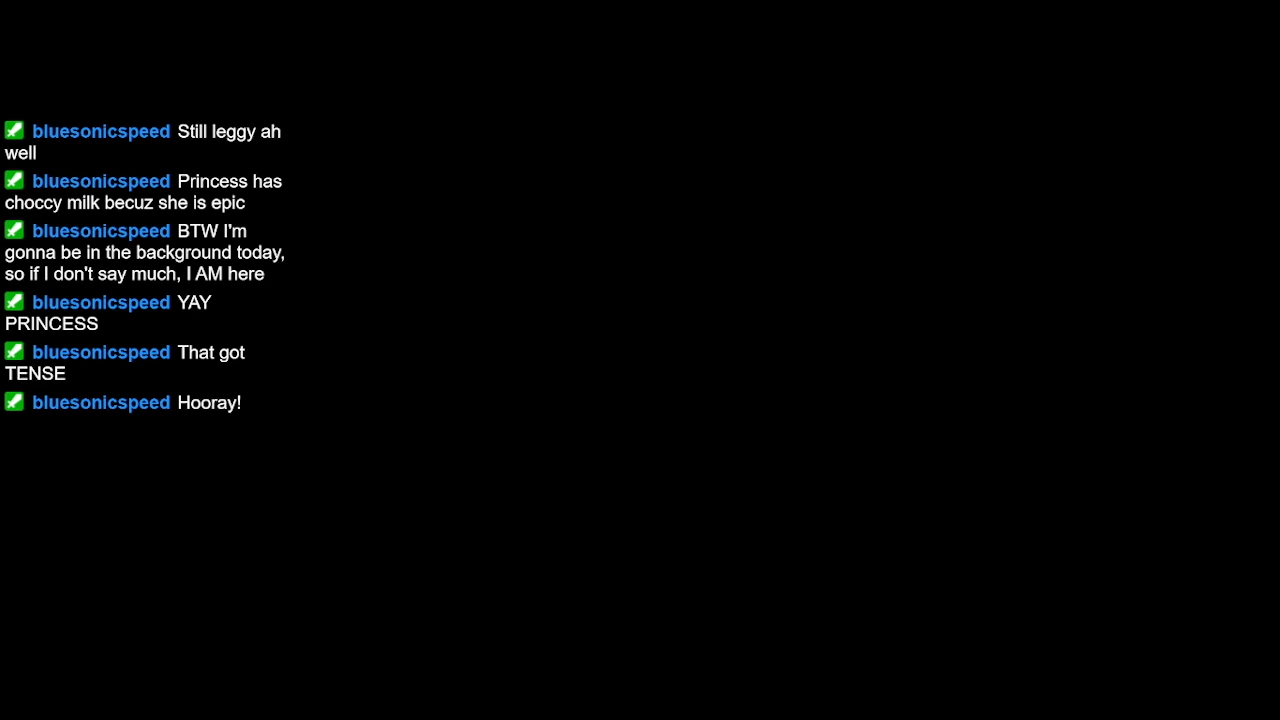 bluesonicspeed Still leggy ah
well
bluesonicspeed Princess has
choccy milk becuz she is epic
bluesonicspeed BTW I'm
gonna be in the background today,
so if I don't say much, I AM here
bluesonicspeed YAY
PRINCESS
bluesonicspeed That got
TENSE
bluesonicspeed Hooray!